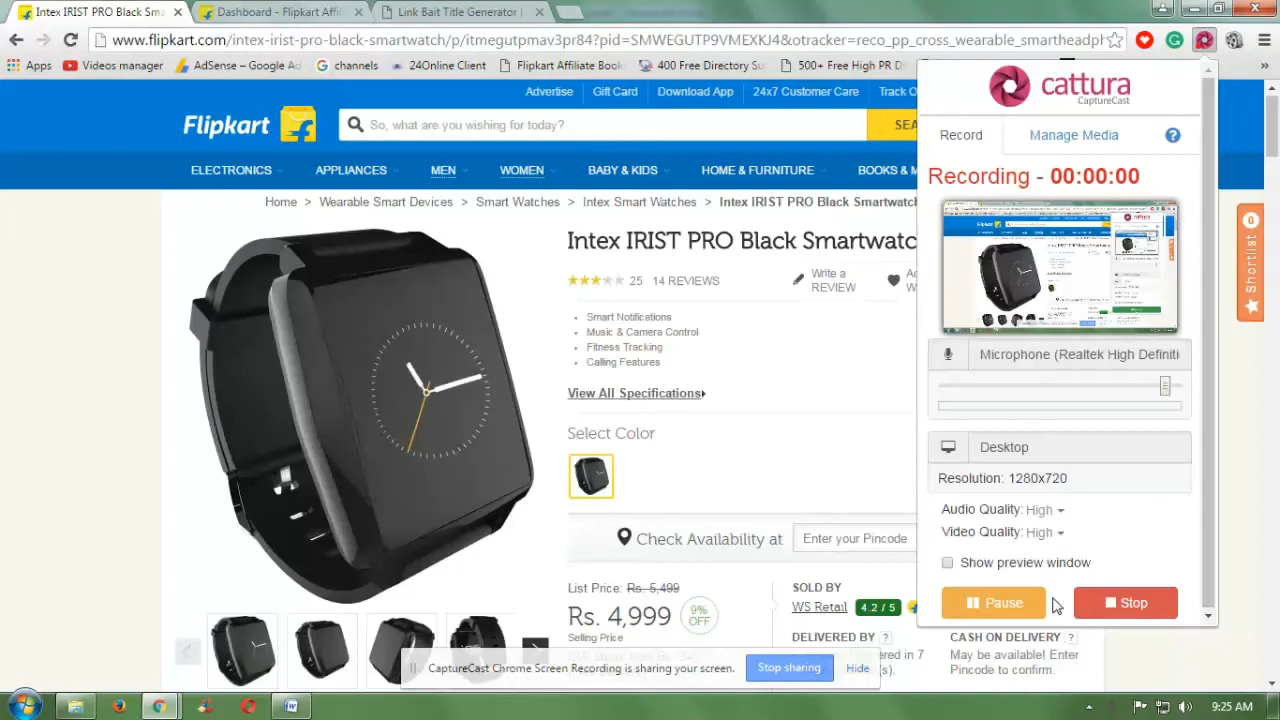 Intex IRIST PRO Black Sma
Dashboard - Flipkart Affil
Link Bait Title Generator |
www.flipkart.com/intex-irist-pro-black-smartwatch/p/itmegutpmav3pr84?pid=SMWEGUTP9VMEXKJ4&otracker=reco_pp_cross_wearable_smartheadph
Apps
Videos manager
AdSense – Google Ac
channels
24Online Client
Flipkart Affiliate Book
400 Free Directory Su
500+ Free High PR Di
»
Advertise
Gift Card
Download App
24x7 Customer Care
Track O
Flipkart
So, what are you wishing for today?
SEA
ELECTRONICS
APPLIANCES
MEN
WOMEN
BABY & KIDS
HOME & FURNITURE
BOOKS & M
Home > Wearable Smart Devices > Smart Watches > Intex Smart Watches > Intex IRIST PRO Black Smartwatch
Intex IRIST PRO Black Smartwatc
25 14 REVIEWS
Write a
REVIEW
Smart Notifications
Music & Camera Control
Fitness Tracking
Calling Features
View All Specifications
Select Color
Check Availability at
Enter your Pincode
List Price: Rs. 5,499
Rs. 4,999
9%
OFF
Selling Price
SOLD BY
WS Retail
4.2 / 5
DELIVERED BY ?
ered in 7
(s).
CASH ON DELIVERY ?
May be available! Enter
Pincode to confirm.
0
Shortlist
cattura
CaptureCast
Record
Manage Media
?
Recording - 00:00:00
Microphone (Realtek High Definiti
Desktop
Resolution: 1280x720
Audio Quality: High
Video Quality: High
Show preview window
Pause
Stop
CaptureCast Chrome Screen Recording is sharing your screen.
Stop sharing
Hide
9:25 AM